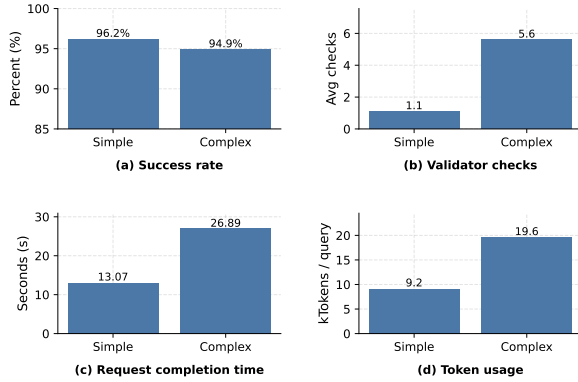 100
95
90
85
Percent (%)
96.2%
94.9%
Simple
Complex
(a) Success rate
6
4
2
0
Avg checks
1.1
5.6
Simple
Complex
(b) Validator checks
30
20
10
0
Seconds (s)
13.07
26.89
Simple
Complex
(c) Request completion time
20
15
10
5
0
kTokens / query
9.2
19.6
Simple
Complex
(d) Token usage